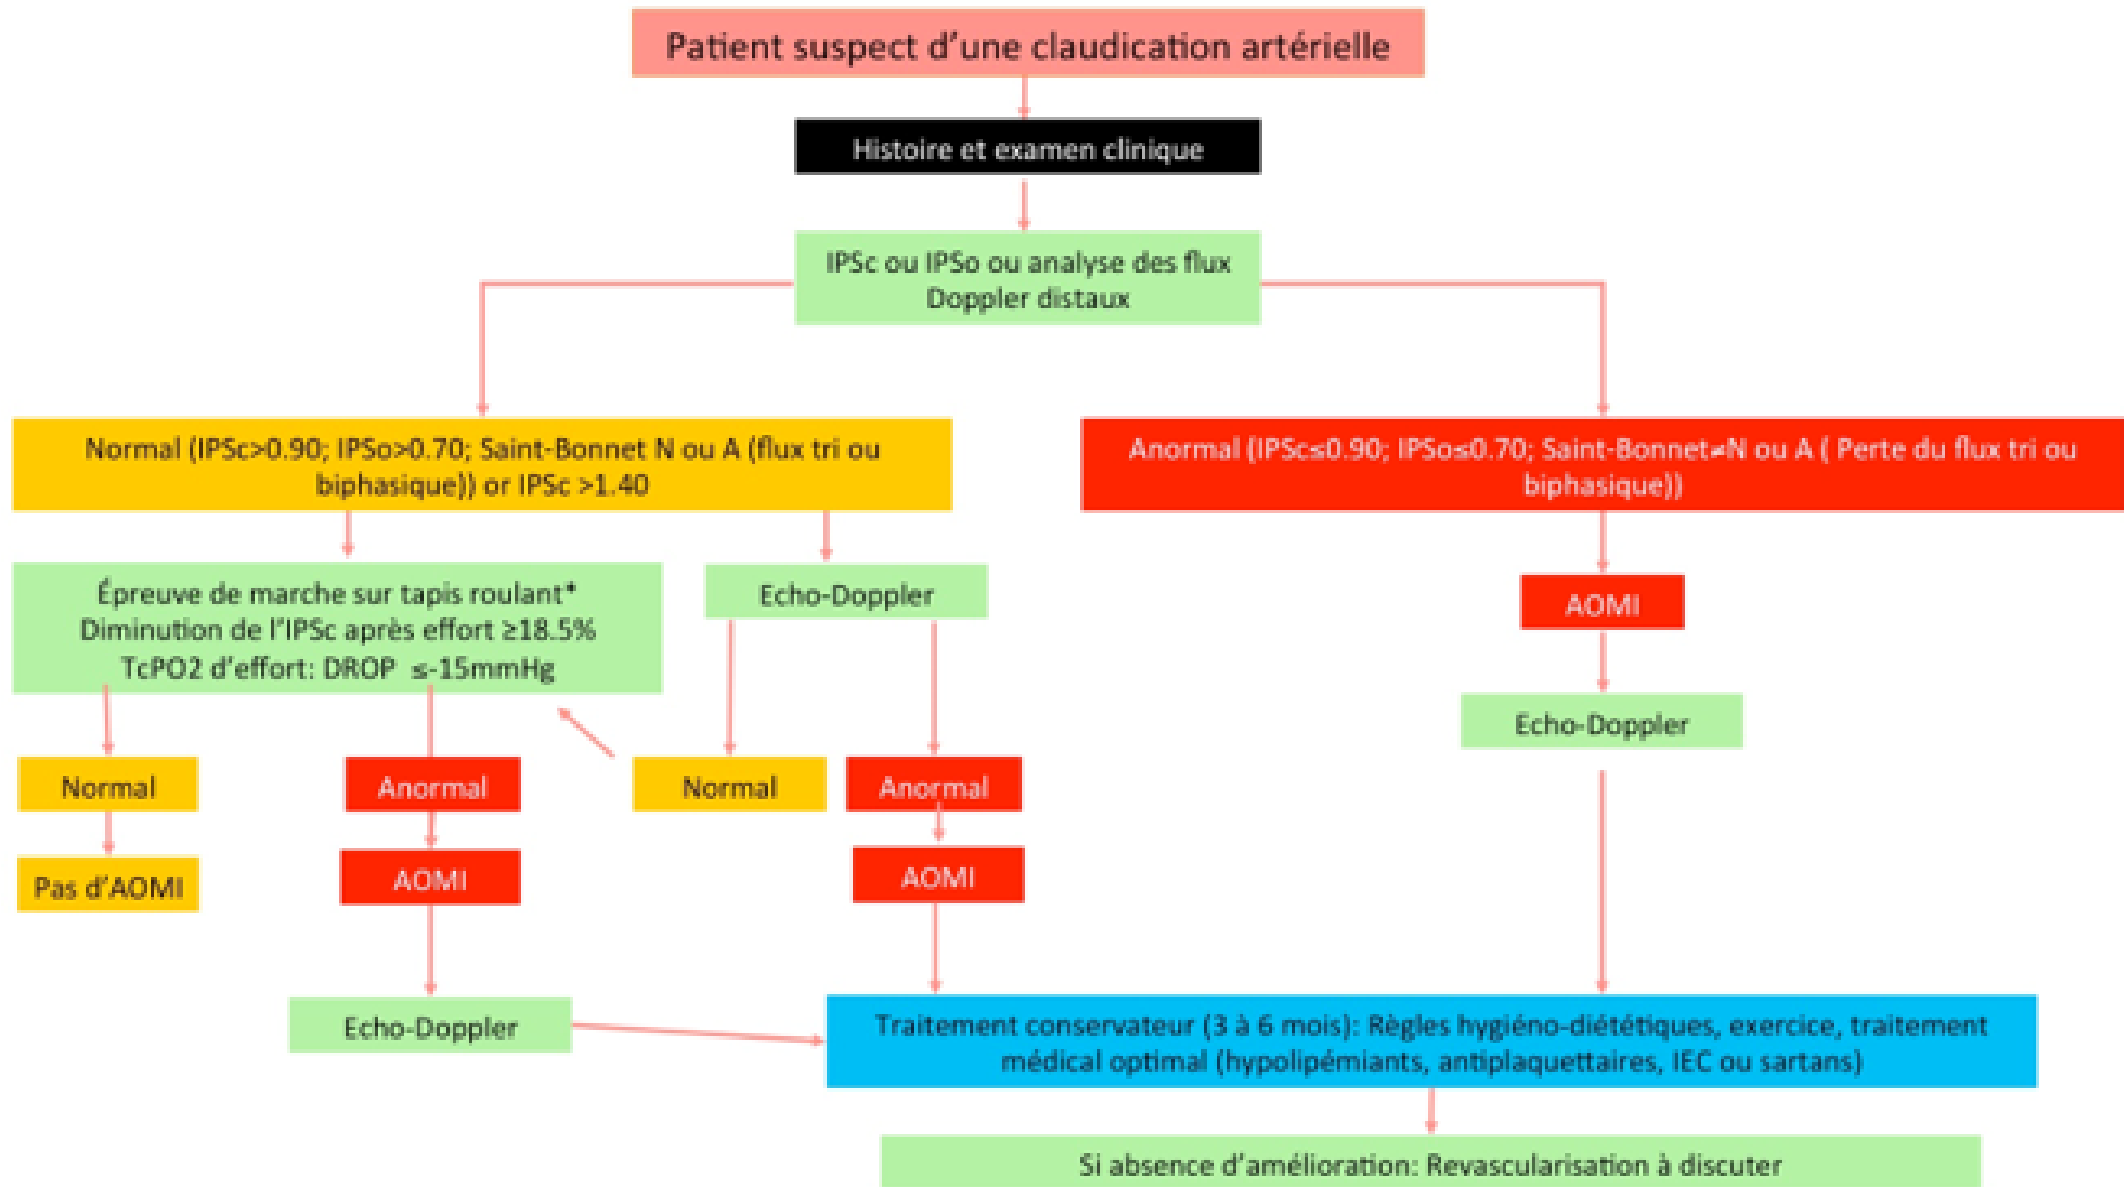 Patient suspect d’une claudication artérielle
Histoire et examen clinique
IPSc ou IPSo ou analyse des flux
Doppler distaux
Normal (IPSc>0.90; IPSo>0.70; Saint-Bonnet N ou A (flux tri ou
biphasique)) or IPSc >1.40
Anormal (IPSc≤0.90; IPSo≤0.70; Saint-Bonnet≠N ou A ( Perte du flux tri ou
biphasique))
Épreuve de marche sur tapis roulant*
Diminution de l’IPSc après effort ≥18.5%
TcPO2 d’effort: DROP ≤-15mmHg
Echo-Doppler
AOMI
Echo-Doppler
Normal
Anormal
Normal
Anormal
Pas d’AOMI
AOMI
AOMI
Echo-Doppler
Traitement conservateur (3 à 6 mois): Règles hygiéno-diététiques, exercice, traitement
médical optimal (hypolipémiants, antiplaquettaires, IEC ou sartans)
Si absence d’amélioration: Revascularisation à discuter